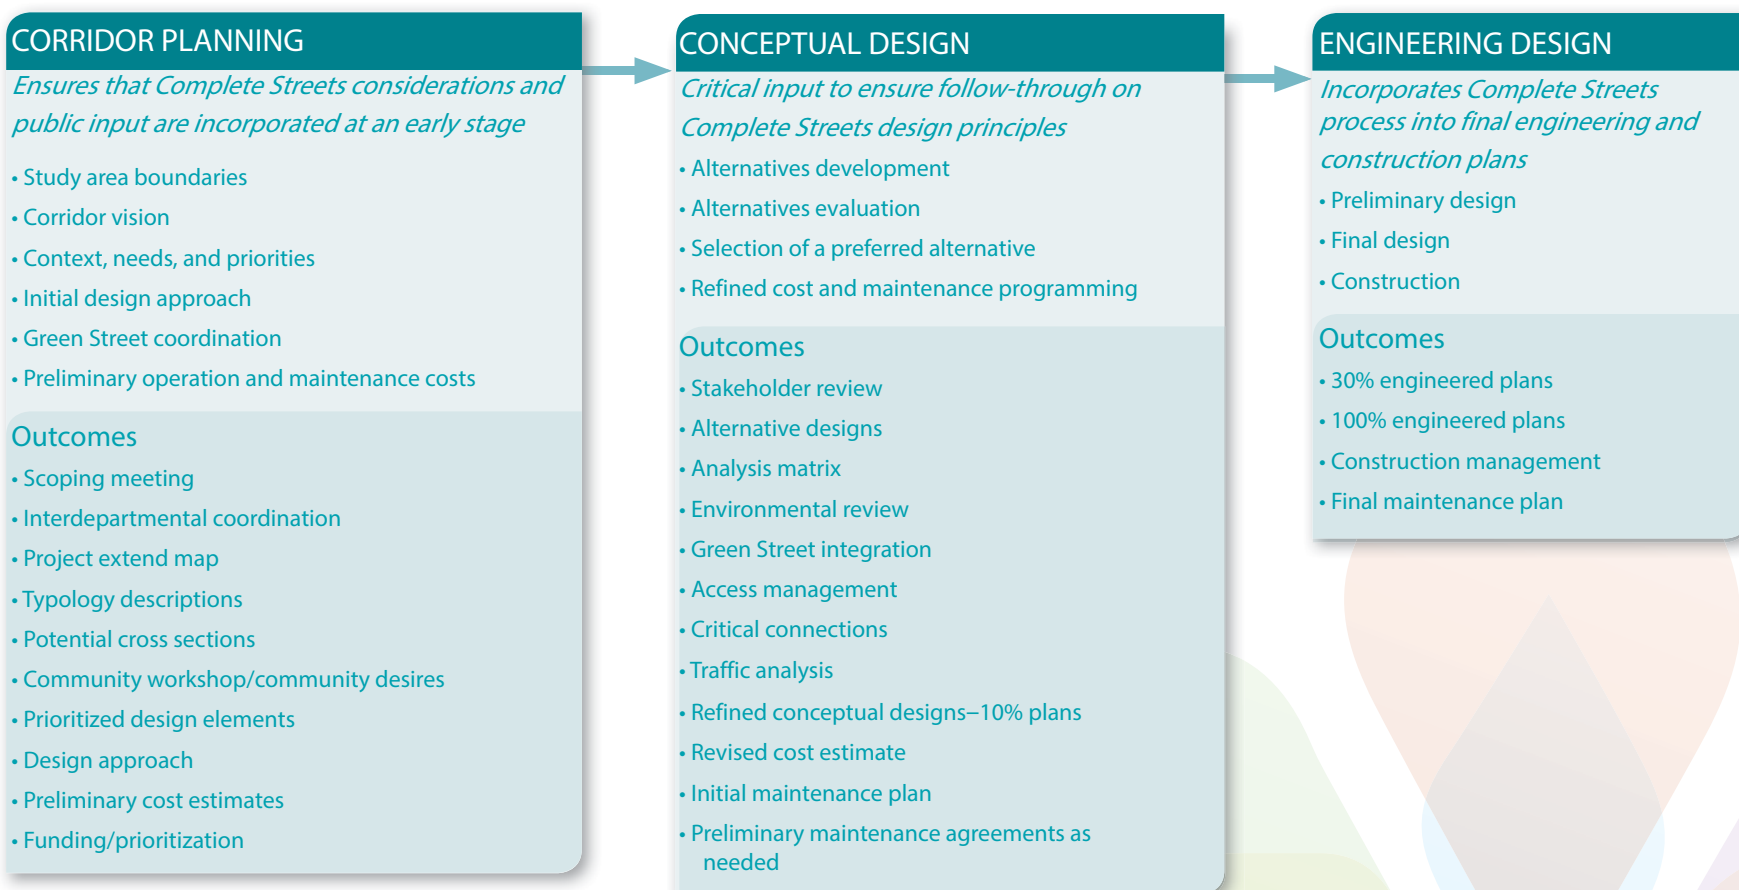 CORRIDOR PLANNING
Ensures that Complete Streets considerations and
public input are incorporated at an early stage
• Study area boundaries
• Corridor vision
• Context, needs, and priorities
• Initial design approach
• Green Street coordination
• Preliminary operation and maintenance costs
Outcomes
• Scoping meeting
• Interdepartmental coordination
• Project extend map
• Typology descriptions
• Potential cross sections
• Community workshop/community desires
• Prioritized design elements
• Design approach
• Preliminary cost estimates
• Funding/prioritization
CONCEPTUAL DESIGN
Critical input to ensure follow-through on
Complete Streets design principles
• Alternatives development
• Alternatives evaluation
• Selection of a preferred alternative
• Refined cost and maintenance programming
Outcomes
• Stakeholder review
• Alternative designs
• Analysis matrix
• Environmental review
• Green Street integration
• Access management
• Critical connections
• Traffic analysis
• Refined conceptual designs–10% plans
• Revised cost estimate
• Initial maintenance plan
• Preliminary maintenance agreements as
needed
ENGINEERING DESIGN
Incorporates Complete Streets
process into final engineering and
construction plans
• Preliminary design
• Final design
• Construction
Outcomes
• 30% engineered plans
• 100% engineered plans
• Construction management
• Final maintenance plan